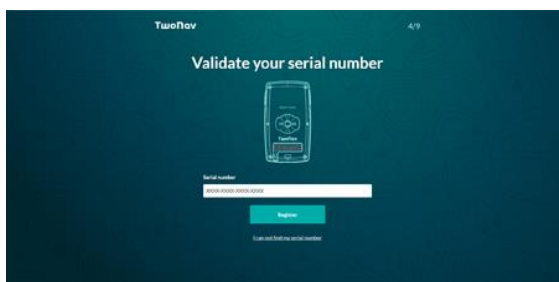 TwoNav
4/9
Validate your serial number
TwoNav
Serial number
XXXX-XXXX-XXXX-XXXX
Register
I can not find my serial number